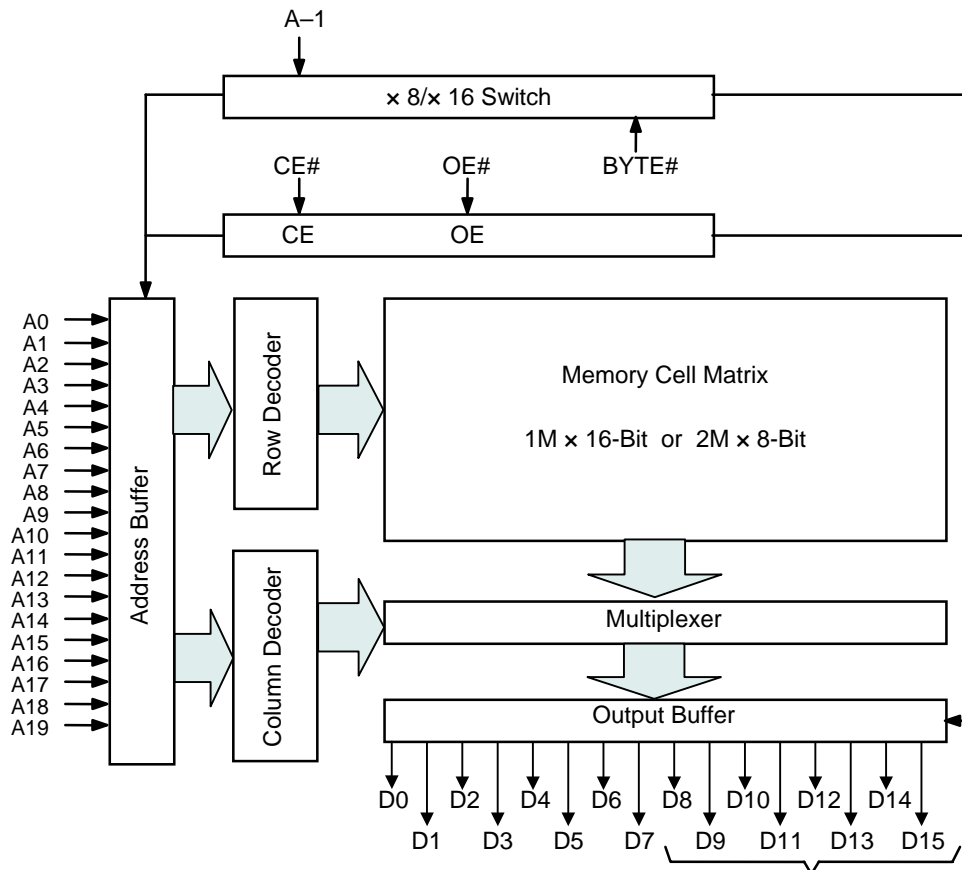 A–1
× 8/× 16 Switch
CE#
OE#
BYTE#
CE
OE
A0
A1
A2
A3
A4
A5
A6
A7
A8
A9
A10
A11
A12
A13
A14
A15
A16
A17
A18
A19
Address Buffer
Row Decoder
Column Decoder
Memory Cell Matrix
1M × 16-Bit or 2M × 8-Bit
Multiplexer
Output Buffer
D0 D2 D4 D6 D8 D10 D12 D14
D1 D3 D5 D7 D9 D11 D13 D15